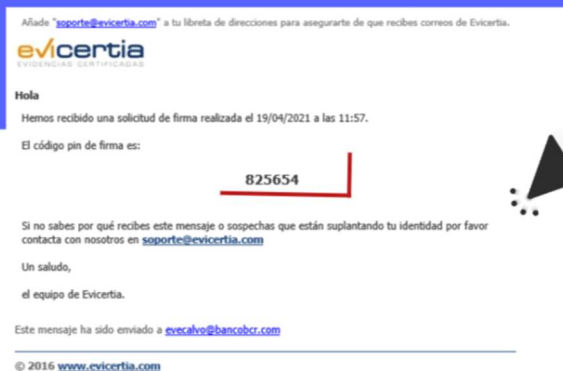 Añade "soporte@evicertia.com" a tu libreta de direcciones para asegurarte de que recibes correos de Evicertia.
evicertia
EVIDENCIAS CERTIFICADAS
Hola
Hemos recibido una solicitud de firma realizada el 19/04/2021 a las 11:57.
El código pin de firma es:
825654
Si no sabes por qué recibes este mensaje o sospechas que están suplantando tu identidad por favor
contacta con nosotros en soporte@evicertia.com
Un saludo,
el equipo de Evicertia.
Este mensaje ha sido enviado a evecalvo@bancobcr.com
© 2016 www.evicertia.com